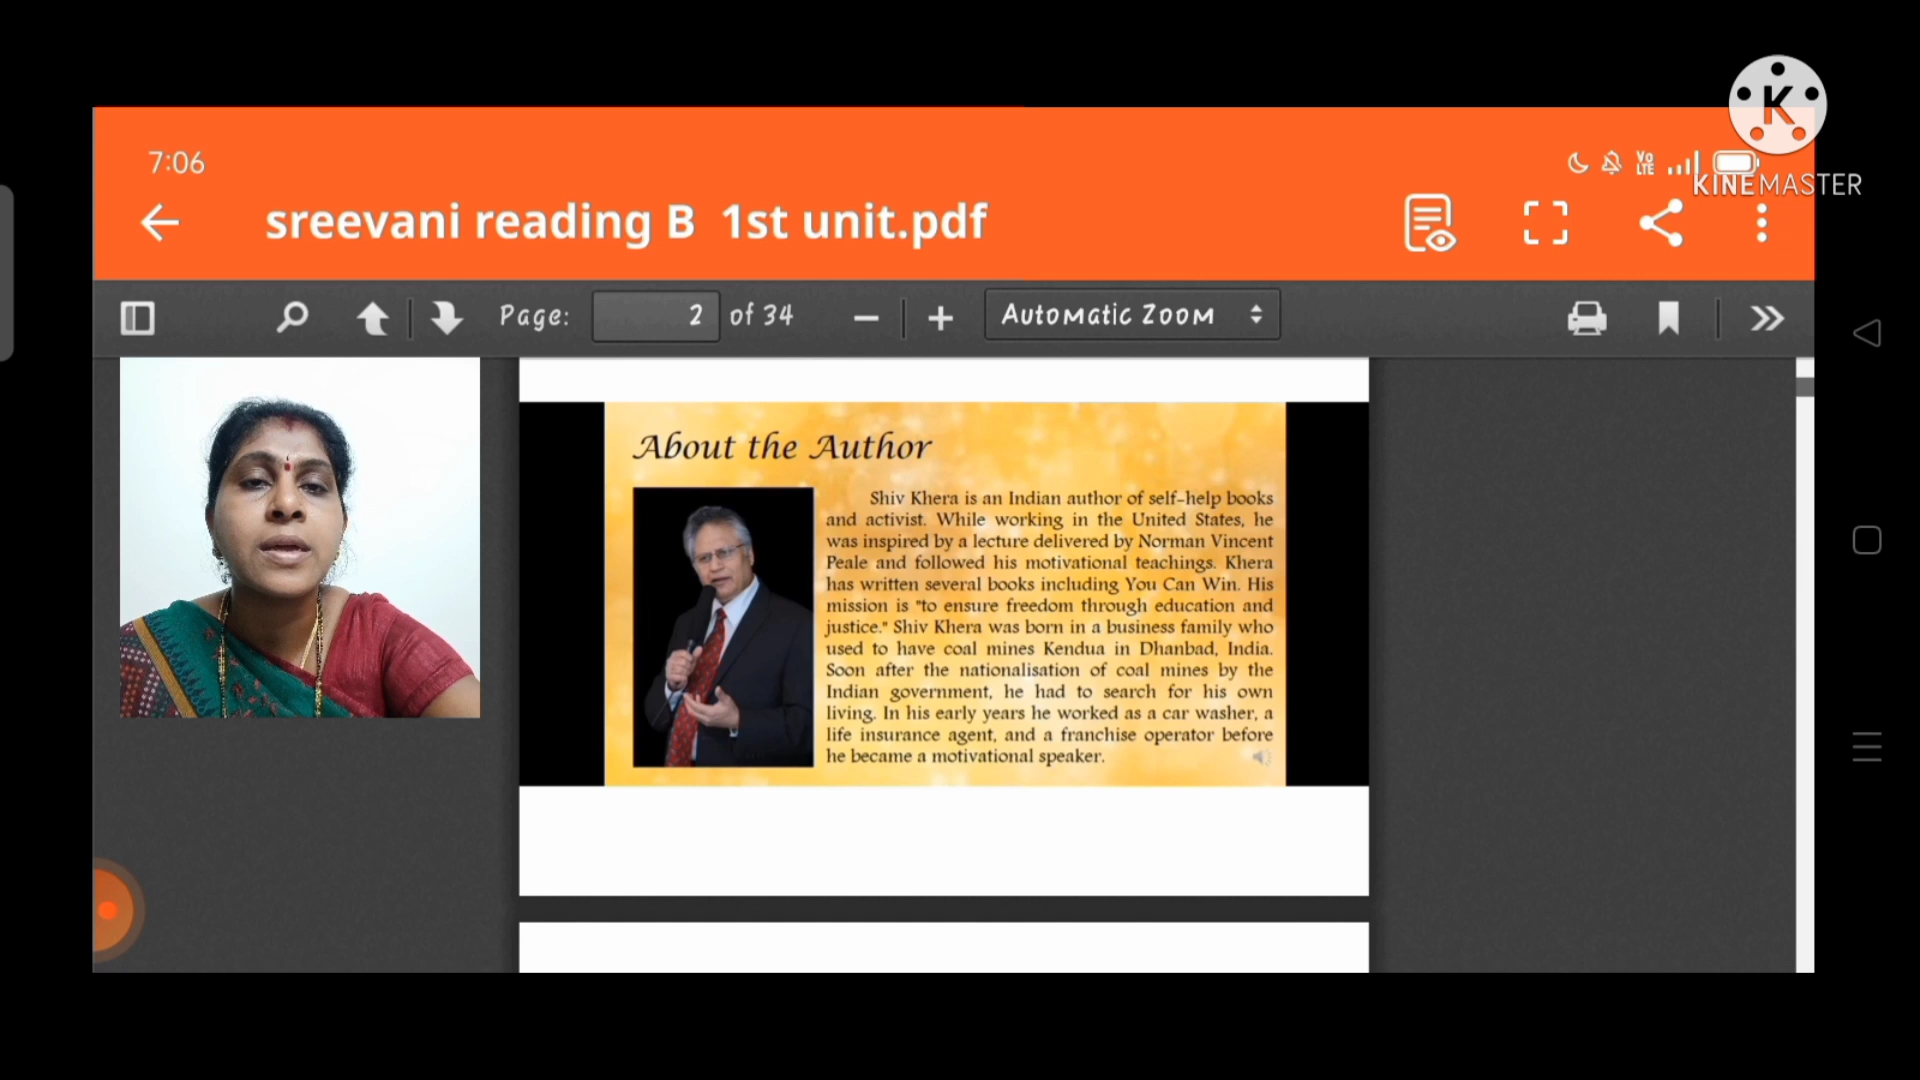 K
KINEMASTER
7:06
Vo
LTE
sreevani reading B 1st unit.pdf
Page: 2 of 34
Automatic Zoom
About the Author
Shiv Khera is an Indian author of self-help books
and activist. While working in the United States, he
was inspired by a lecture delivered by Norman Vincent
Peale and followed his motivational teachings. Khera
has written several books including You Can Win. His
mission is "to ensure freedom through education and
justice." Shiv Khera was born in a business family who
used to have coal mines Kendua in Dhanbad, India.
Soon after the nationalisation of coal mines by the
Indian government, he had to search for his own
living. In his early years he worked as a car washer, a
life insurance agent, and a franchise operator before
he became a motivational speaker.